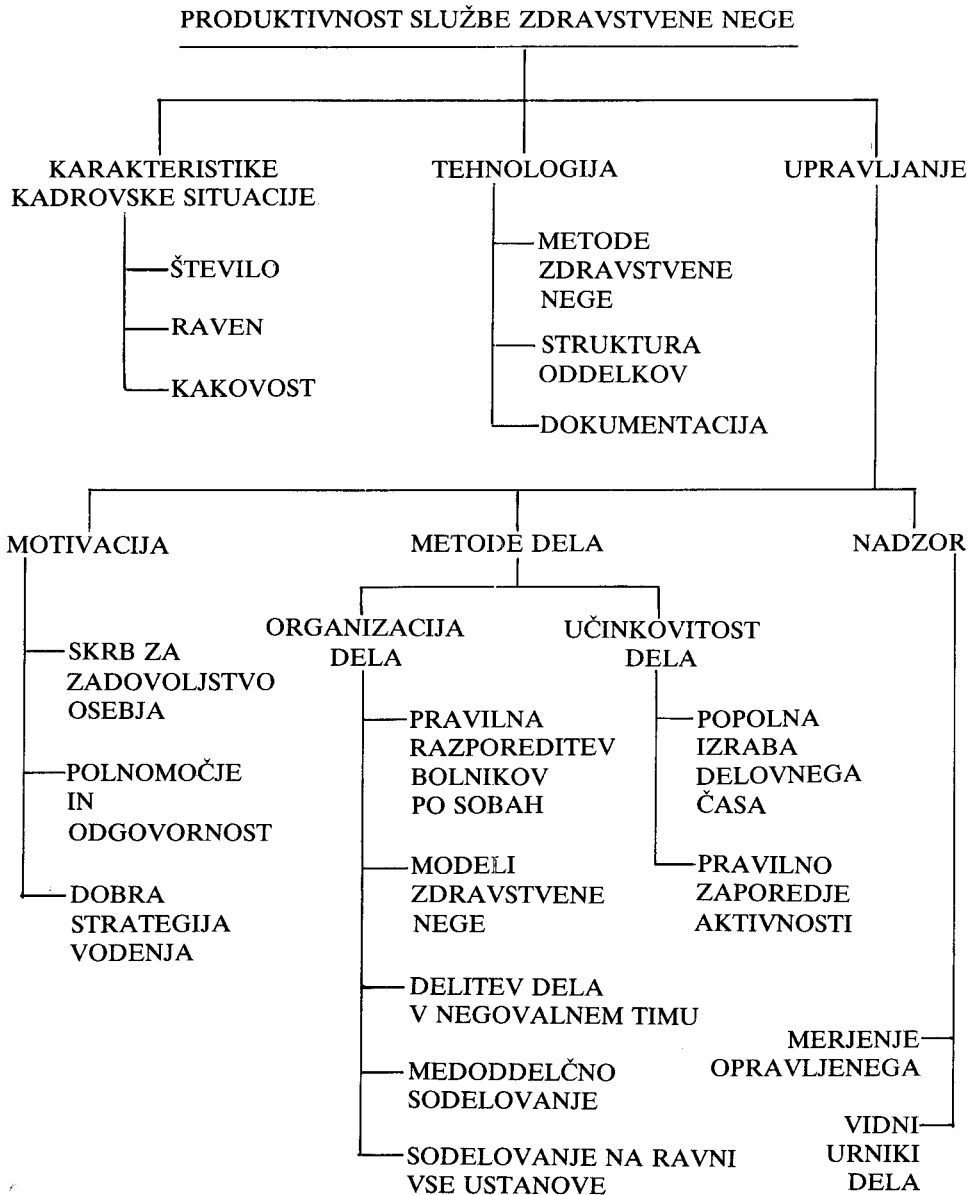 PRODUKTIVNOST SLUŽBE ZDRAVSTVENE NEGE
KARAKTERISTIKE
KADROVSKE SITUACIJE
ŠTEVILO
RAVEN
KAKOVOST
TEHNOLOGIJA
METODE
ZDRAVSTVENE
NEGE
STRUKTURA
ODDELKOV
DOKUMENTACIJA
UPRAVLJANJE
MOTIVACIJA
SKRB ZA
ZADOVOLJSTVO
OSEBJA
POLNOMOČJE
IN
ODGOVORNOST
DOBRA
STRATEGIJA
VODENJA
METODE DELA
ORGANIZACIJA
DELA
PRAVILNA
RAZPOREDITEV
BOLNIKOV
PO SOBAH
MODELI
ZDRAVSTVENE
NEGE
DELITEV DELA
V NEGOVALNEM TIMU
MEDODDELČNO
SODELOVANJE
SODELOVANJE NA RAVNI
VSE USTANOVE
UČINKOVITOST
DELA
POPOLNA
IZRABA
DELOVNEGA
ČASA
PRAVILNO
ZAPOREDJE
AKTIVNOSTI
NADZOR
MERJENJE
OPRAVLJENEGA
VIDNI
URNIKI
DELA